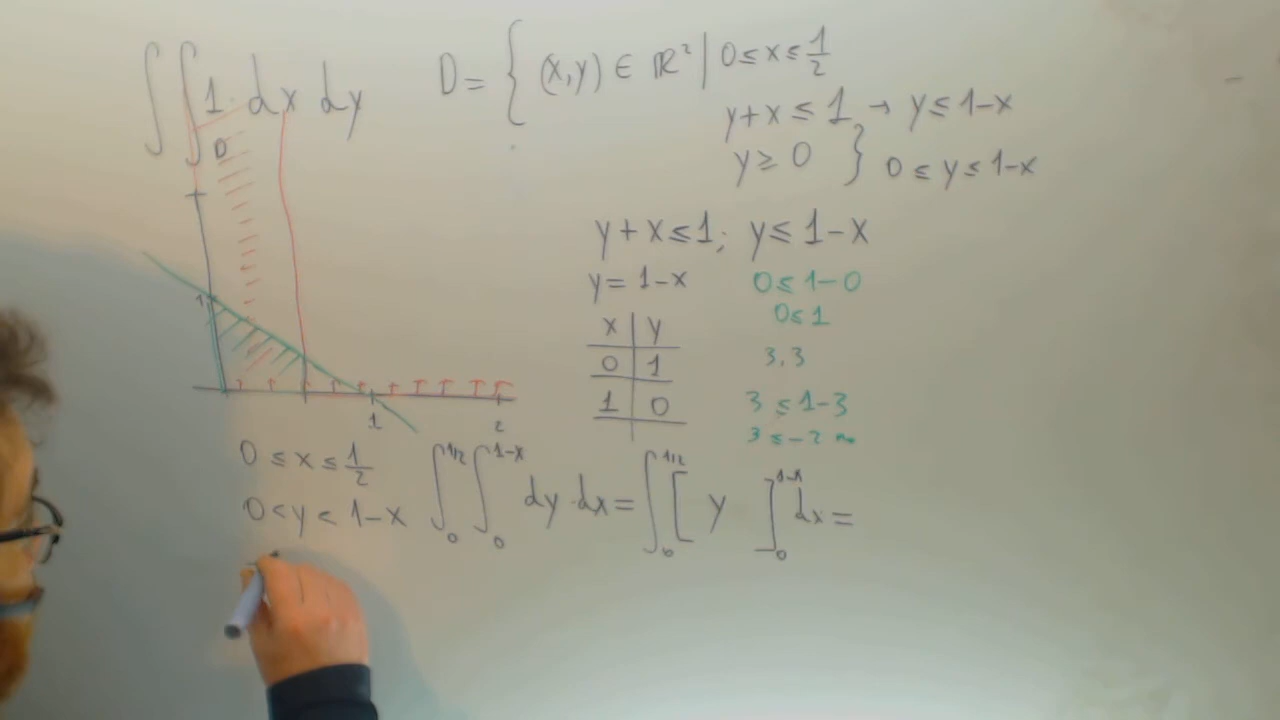 ∫∫ 1· dx dy
D
D = { (x,y) ∈ ℝ² | 0 ≤ x ≤ 1/2
y + x ≤ 1 → y ≤ 1-x
y ≥ 0 } 0 ≤ y ≤ 1-x
y + x ≤ 1; y ≤ 1-x
y = 1-x
0 ≤ 1-0
0 ≤ 1
x | y
0 | 1
1 | 0
3,3
3 ≤ 1-3
3 ≤ -2 no
1
1
2
0 ≤ x ≤ 1/2
0 < y < 1-x
∫₀^{1/2} ∫₀^{1-x} dy·dx = ∫₀^{1/2} [ y ]₀^{1-x} dx =